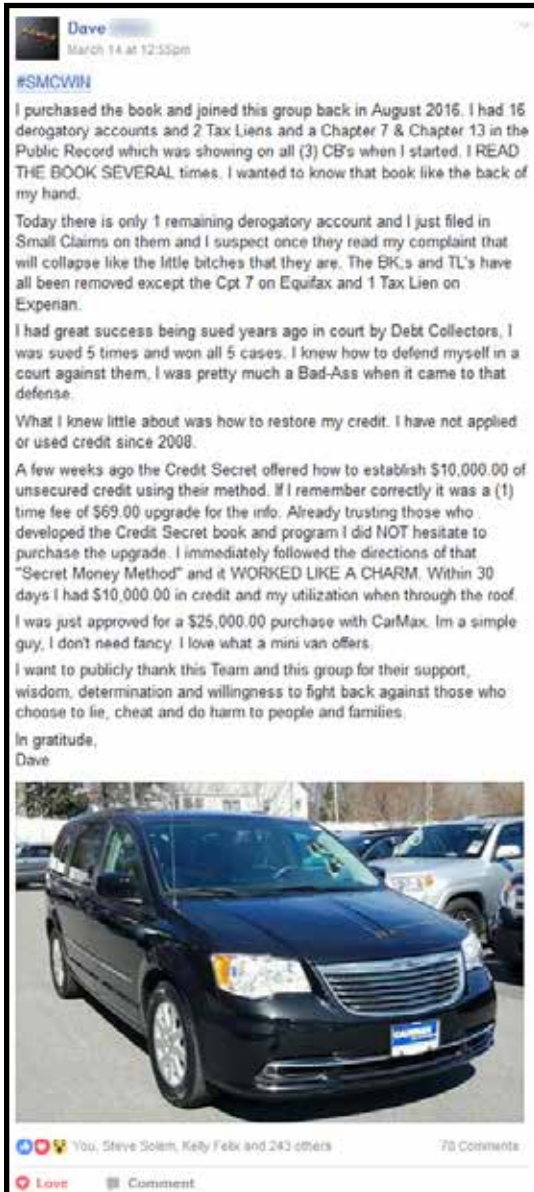 Dave
March 14 at 12:55pm
#SMCWIN
I purchased the book and joined this group back in August 2016. I had 16
derogatory accounts and 2 Tax Liens and a Chapter 7 & Chapter 13 in the
Public Record which was showing on all (3) CB's when I started. I READ
THE BOOK SEVERAL times. I wanted to know that book like the back of
my hand.
Today there is only 1 remaining derogatory account and I just filed in
Small Claims on them and I suspect once they read my complaint that
will collapse like the little bitches that they are. The BK,s and TL's have
all been removed except the Cpt 7 on Equifax and 1 Tax Lien on
Experian.
I had great success being sued years ago in court by Debt Collectors, I
was sued 5 times and won all 5 cases. I knew how to defend myself in a
court against them, I was pretty much a Bad-Ass when it came to that
defense.
What I knew little about was how to restore my credit. I have not applied
or used credit since 2008.
A few weeks ago the Credit Secret offered how to establish $10,000.00 of
unsecured credit using their method. If I remember correctly it was a (1)
time fee of $69.00 upgrade for the info. Already trusting those who
developed the Credit Secret book and program I did NOT hesitate to
purchase the upgrade. I immediately followed the directions of that
"Secret Money Method" and it WORKED LIKE A CHARM. Within 30
days I had $10,000.00 in credit and my utilization when through the roof.
I was just approved for a $25,000.00 purchase with CarMax. Im a simple
guy, I don't need fancy. I love what a mini van offers.
I want to publicly thank this Team and this group for their support,
wisdom, determination and willingness to fight back against those who
choose to lie, cheat and do harm to people and families.
In gratitude,
Dave
CARMAX
You, Steve Solem, Kelly Felix and 243 others
78 Comments
Love
Comment